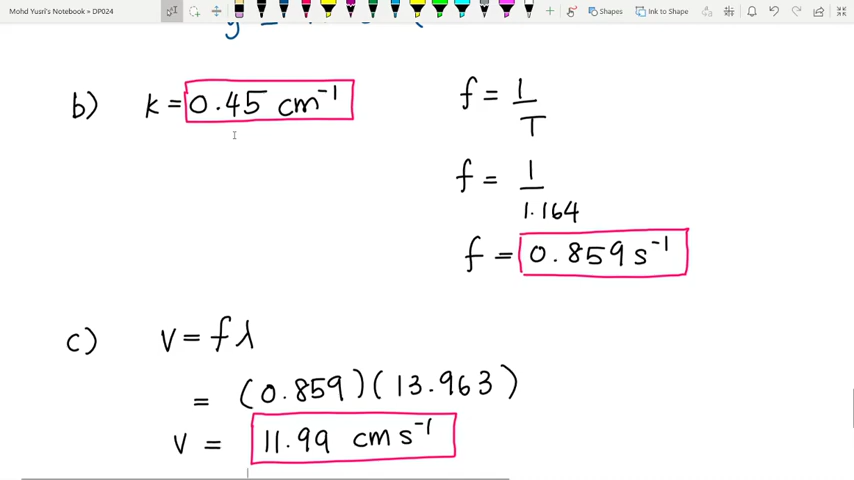 Mohd Yusri's Notebook » DP024
Shapes
Ink to Shape
b) k = 0.45 cm⁻¹
f = 1/T
f = 1/1.164
f = 0.859 s⁻¹
c) v = fλ
= (0.859)(13.963)
v = 11.99 cm s⁻¹